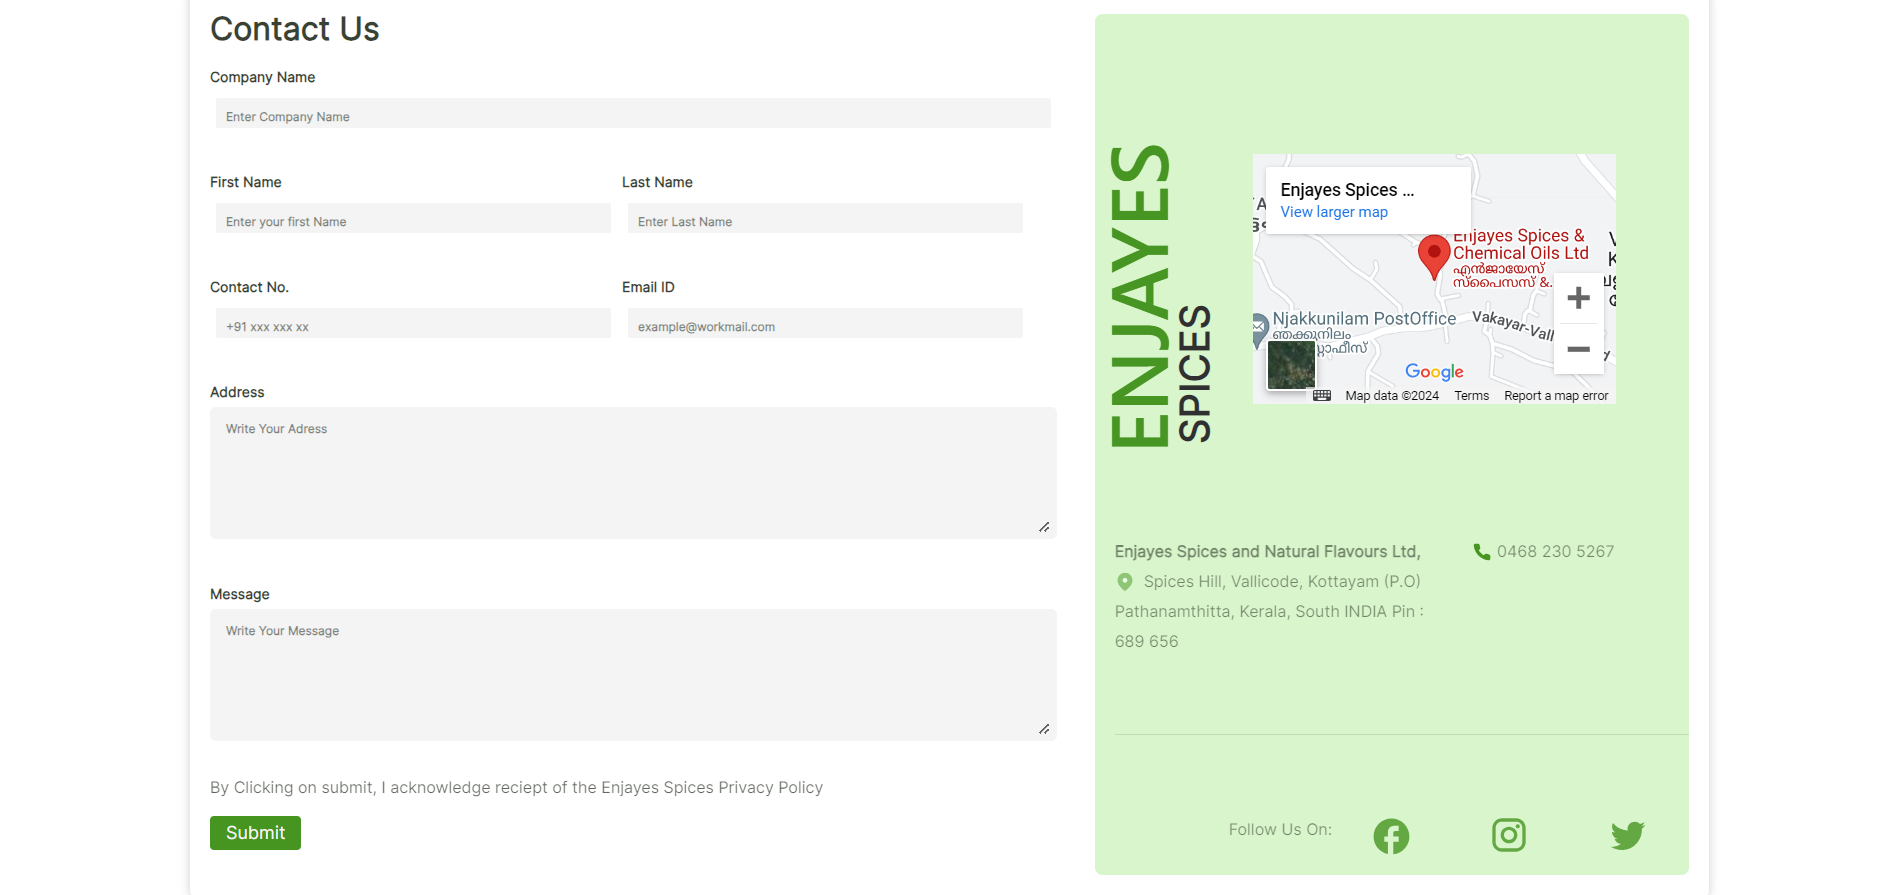 Contact Us
Company Name
Enter Company Name
First Name
Last Name
Enter your first Name
Enter Last Name
Contact No.
Email ID
+91 xxx xxx xx
example@workmail.com
Address
Write Your Adress
Message
Write Your Message
By Clicking on submit, I acknowledge reciept of the Enjayes Spices Privacy Policy
Submit
ENJAYES
SPICES
Enjayes Spices ...
View larger map
Enjayes Spices &
Chemical Oils Ltd
എൻജായേസ്
സ്പൈസസ് &.
Njakkunilam PostOffice
ഞക്കുനിലം
Vakayar-Vall
Google
Map data ©2024
Terms
Report a map error
Enjayes Spices and Natural Flavours Ltd,
Spices Hill, Vallicode, Kottayam (P.O)
Pathanamthitta, Kerala, South INDIA Pin :
689 656
0468 230 5267
Follow Us On: